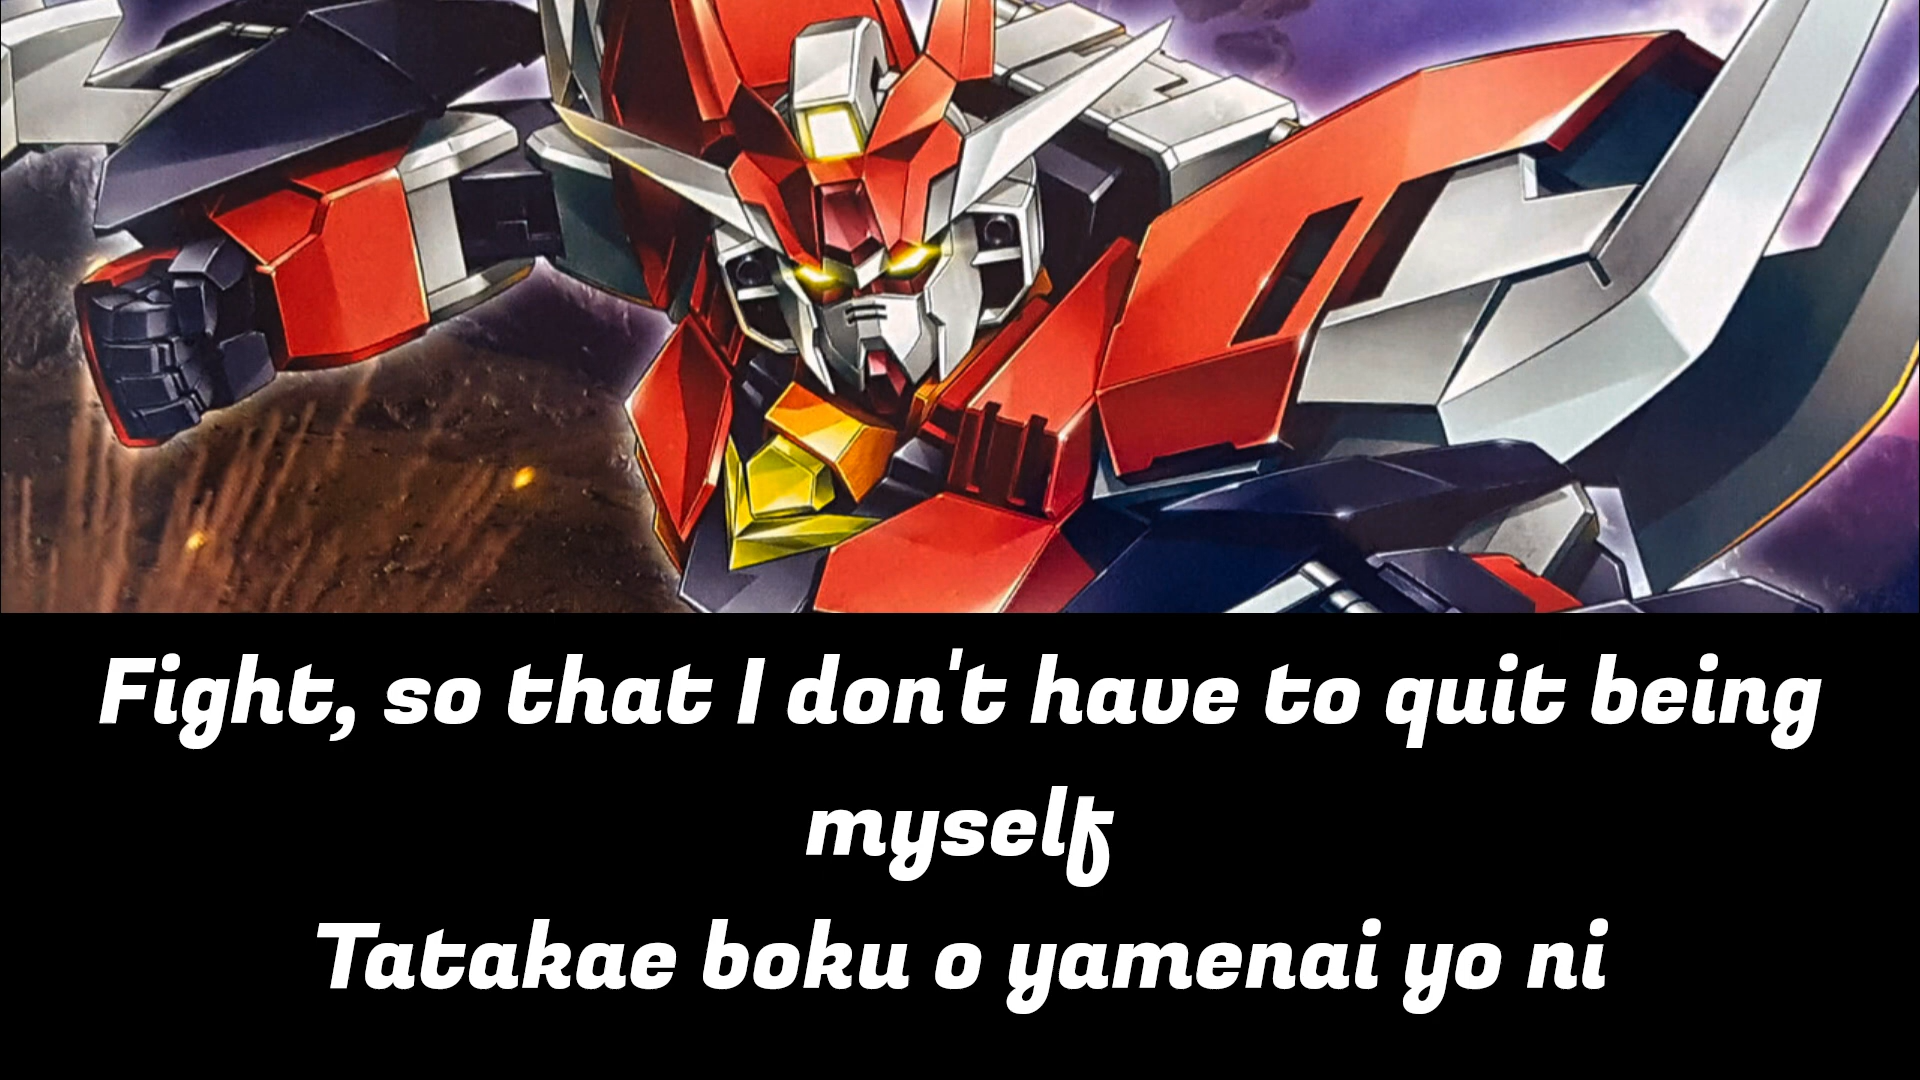 Fight, so that I don't have to quit being
myself
Tatakae boku o yamenai yo ni